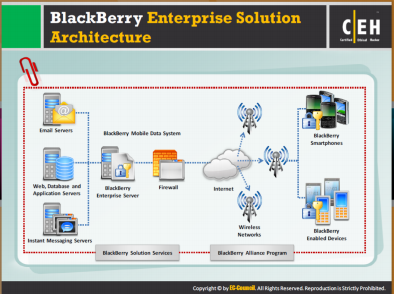 BlackBerry Enterprise Solution
Architecture
C|EH
Certified Ethical Hacker
Email Servers
BlackBerry Mobile Data System
BlackBerry
Smartphones
Web, Database and
Application Servers
BlackBerry
Enterprise Server
Firewall
Internet
Instant Messaging Servers
Wireless
Networks
BlackBerry
Enabled Devices
BlackBerry Solution Services
BlackBerry Alliance Program
Copyright © by EC-Council. All Rights Reserved. Reproduction is Strictly Prohibited.